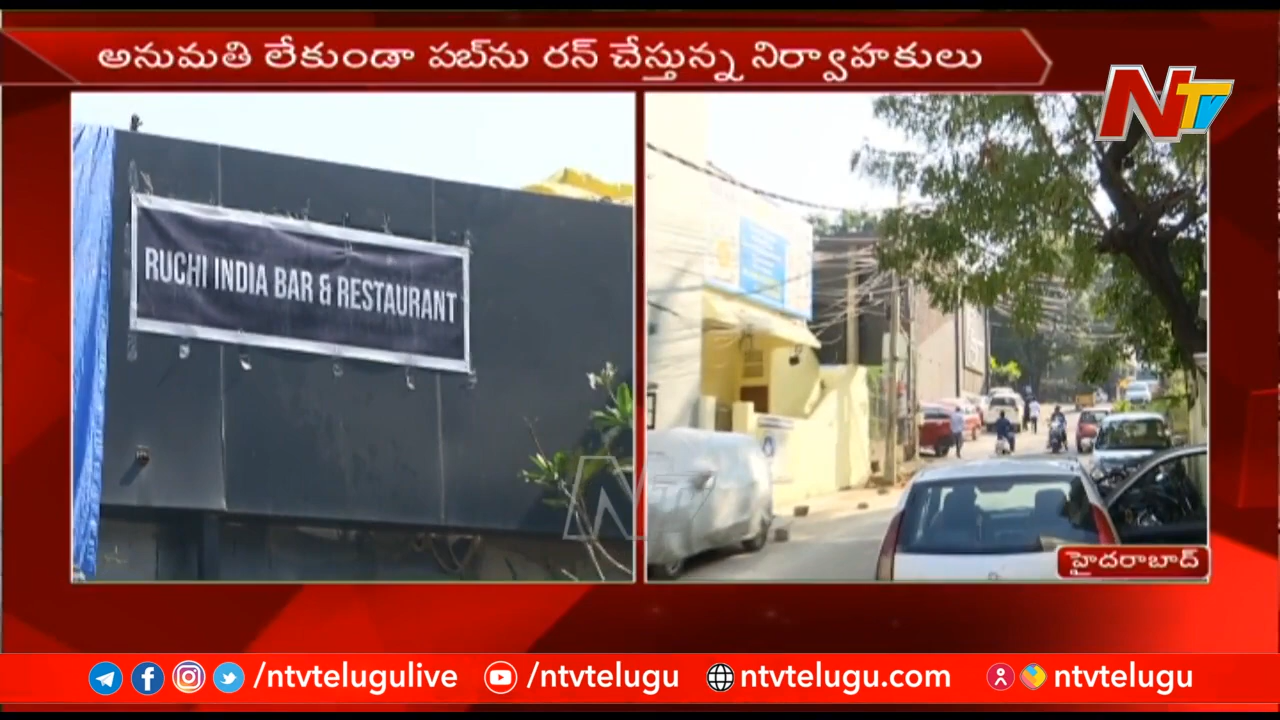 అనుమతి లేకుండా పబ్‌ను రన్ చేస్తున్న నిర్వాహకులు
NTV
RUCHI INDIA BAR & RESTAURANT
హైదరాబాద్
/ntvtelugulive
/ntvtelugu
ntvtelugu.com
ntvtelugu